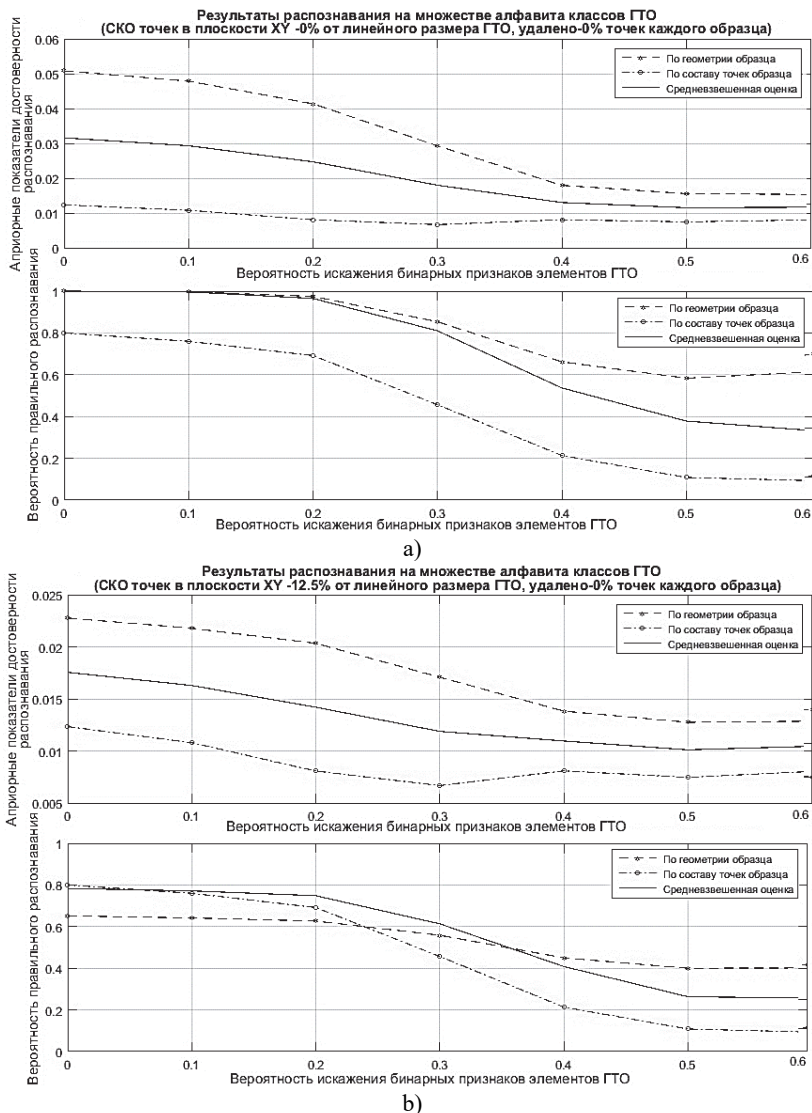 Результаты распознавания на множестве алфавита классов ГТО
(СКО точек в плоскости XY -0% от линейного размера ГТО, удалено-0% точек каждого образца)
Априорные показатели достоверности
распознавания
0.06
0.05
0.04
0.03
0.02
0.01
0
По геометрии образца
По составу точек образца
Средневзвешенная оценка
0 0.1 0.2 0.3 0.4 0.5 0.6
Вероятность искажения бинарных признаков элементов ГТО
Вероятность правильного распознавания
1
0.8
0.6
0.4
0.2
0
По геометрии образца
По составу точек образца
Средневзвешенная оценка
0 0.1 0.2 0.3 0.4 0.5 0.6
Вероятность искажения бинарных признаков элементов ГТО
а)
Результаты распознавания на множестве алфавита классов ГТО
(СКО точек в плоскости XY -12.5% от линейного размера ГТО, удалено-0% точек каждого образца)
Априорные показатели достоверности
распознавания
0.025
0.02
0.015
0.01
0.005
По геометрии образца
По составу точек образца
Средневзвешенная оценка
0 0.1 0.2 0.3 0.4 0.5 0.6
Вероятность искажения бинарных признаков элементов ГТО
Вероятность правильного распознавания
1
0.8
0.6
0.4
0.2
0
По геометрии образца
По составу точек образца
Средневзвешенная оценка
0 0.1 0.2 0.3 0.4 0.5 0.6
Вероятность искажения бинарных признаков элементов ГТО
b)